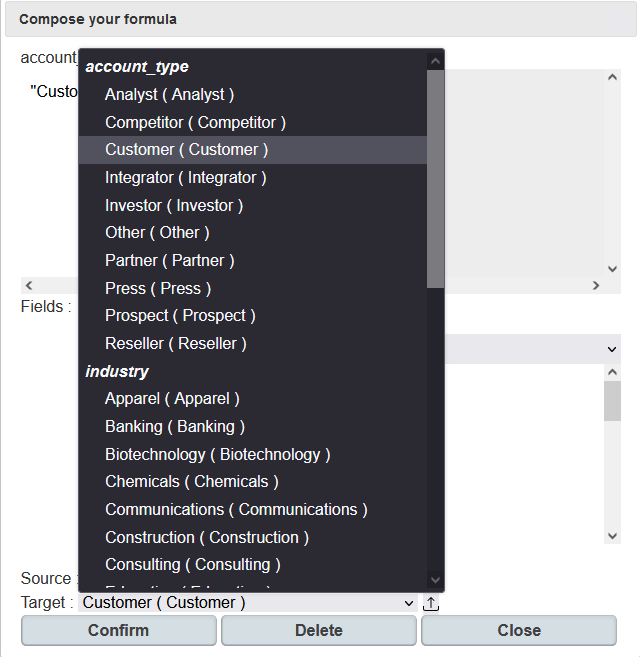 Compose your formula
account_
"Custo
account_type
Analyst ( Analyst )
Competitor ( Competitor )
Customer ( Customer )
Integrator ( Integrator )
Investor ( Investor )
Other ( Other )
Partner ( Partner )
Press ( Press )
Prospect ( Prospect )
Reseller ( Reseller )
industry
Apparel ( Apparel )
Banking ( Banking )
Biotechnology ( Biotechnology )
Chemicals ( Chemicals )
Communications ( Communications )
Construction ( Construction )
Consulting ( Consulting )
Fields :
Source :
Target : Customer ( Customer )
Confirm Delete Close